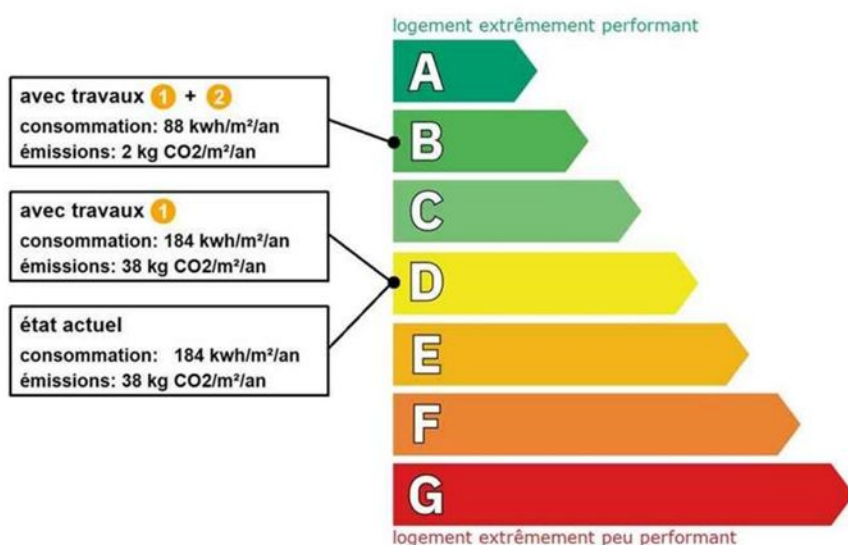 logement extrêmement performant
avec travaux 1 + 2
consommation: 88 kwh/m²/an
émissions: 2 kg CO2/m²/an
avec travaux 1
consommation: 184 kwh/m²/an
émissions: 38 kg CO2/m²/an
état actuel
consommation: 184 kwh/m²/an
émissions: 38 kg CO2/m²/an
A
B
C
D
E
F
G
logement extrêmement peu performant